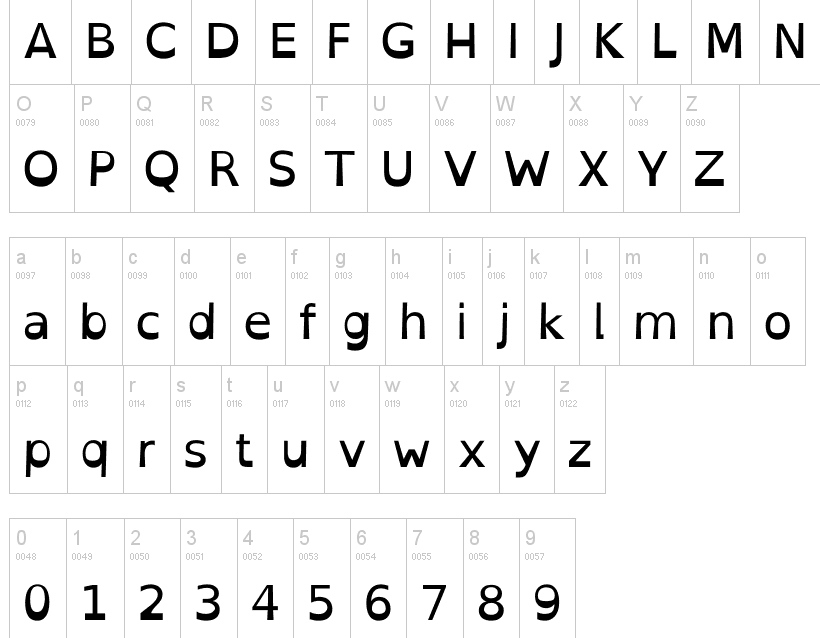 A B C D E F G H I J K L M N
O P Q R S T U V W X Y Z
0079 0080 0081 0082 0083 0084 0085 0086 0087 0088 0089 0090
O P Q R S T U V W X Y Z
a b c d e f g h i j k l m n o
0097 0098 0099 0100 0101 0102 0103 0104 0105 0106 0107 0108 0109 0110 0111
a b c d e f g h i j k l m n o
p q r s t u v w x y z
0112 0113 0114 0115 0116 0117 0118 0119 0120 0121 0122
p q r s t u v w x y z
0 1 2 3 4 5 6 7 8 9
0048 0049 0050 0051 0052 0053 0054 0055 0056 0057
0 1 2 3 4 5 6 7 8 9